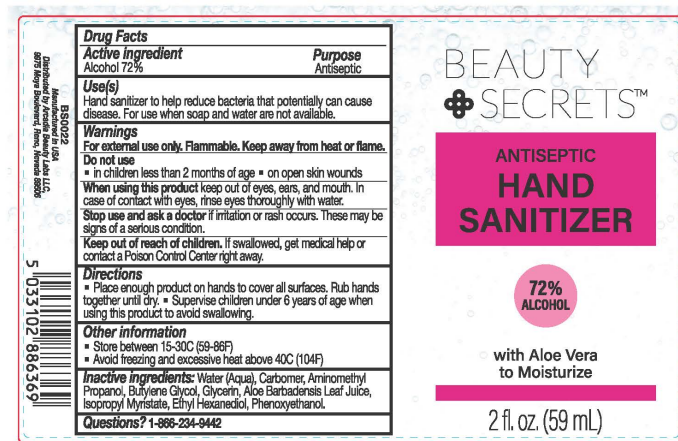 BS0022
Manufactured in USA
Distributed by Arcadia Beauty Labs LLC,
9975 Moya Boulevard, Reno, Nevada 89506
5 033102 886369
Drug Facts
Active ingredient Purpose
Alcohol 72% Antiseptic
Use(s)
Hand sanitizer to help reduce bacteria that potentially can cause
disease. For use when soap and water are not available.
Warnings
For external use only. Flammable. Keep away from heat or flame.
Do not use
▪ in children less than 2 months of age ▪ on open skin wounds
When using this product keep out of eyes, ears, and mouth. In
case of contact with eyes, rinse eyes thoroughly with water.
Stop use and ask a doctor if irritation or rash occurs. These may be
signs of a serious condition.
Keep out of reach of children. If swallowed, get medical help or
contact a Poison Control Center right away.
Directions
▪ Place enough product on hands to cover all surfaces. Rub hands
together until dry. ▪ Supervise children under 6 years of age when
using this product to avoid swallowing.
Other information
▪ Store between 15-30C (59-86F)
▪ Avoid freezing and excessive heat above 40C (104F)
Inactive ingredients: Water (Aqua), Carbomer, Aminomethyl
Propanol, Butylene Glycol, Glycerin, Aloe Barbadensis Leaf Juice,
Isopropyl Myristate, Ethyl Hexanediol, Phenoxyethanol.
Questions? 1-866-234-9442
BEAUTY
SECRETS™
ANTISEPTIC
HAND
SANITIZER
72%
ALCOHOL
with Aloe Vera
to Moisturize
2 fl. oz. (59 mL)